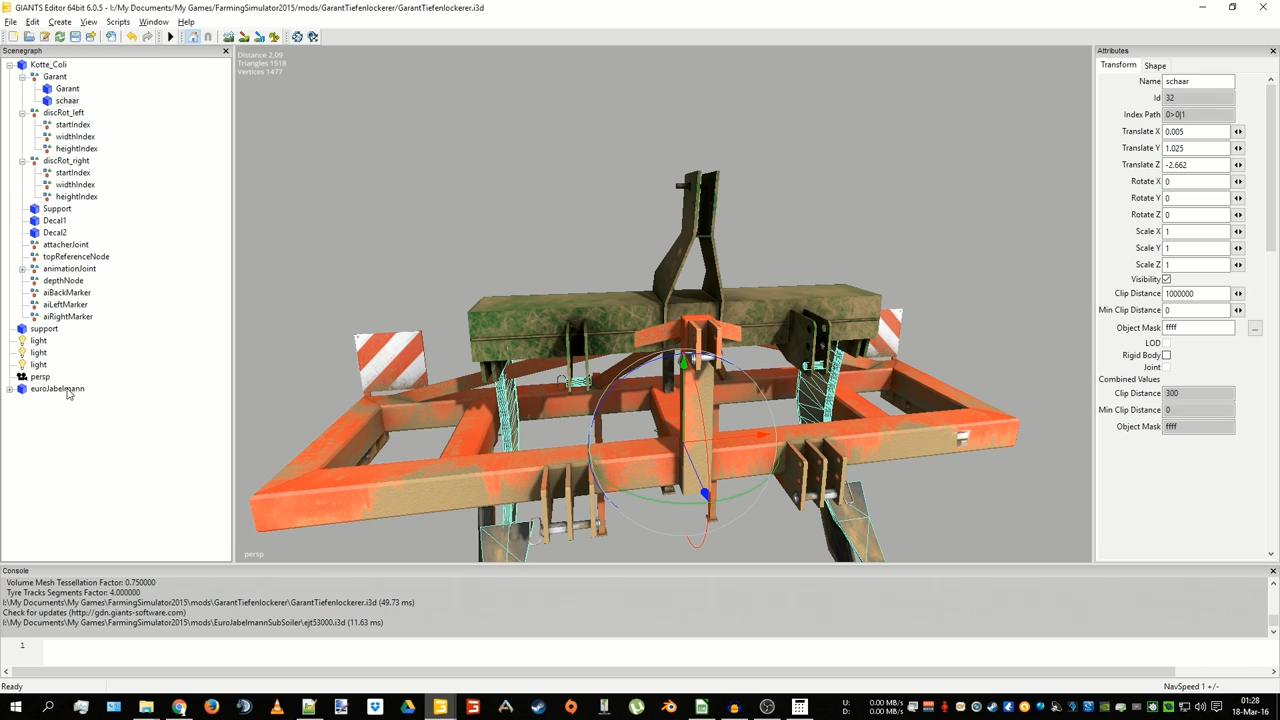 GIANTS Editor 64bit 6.0.5 - I:/My Documents/My Games/FarmingSimulator2015/mods/GarantTiefenlockerer/GarantTiefenlockerer.i3d
File Edit Create View Scripts Window Help
Scenegraph
Kotte_Coli
Garant
Garant
schaar
discRot_left
startIndex
widthIndex
heightIndex
discRot_right
startIndex
widthIndex
heightIndex
Support
Decal1
Decal2
attacherJoint
topReferenceNode
animationJoint
depthNode
aiBackMarker
aiLeftMarker
aiRightMarker
support
light
light
light
persp
euroJabelmann
Distance 2.09
Triangles 1518
Vertices 1477
persp
Attributes
Transform Shape
Name schaar
Id 32
Index Path 0>0|1
Translate X 0.005
Translate Y 1.025
Translate Z -2.662
Rotate X 0
Rotate Y 0
Rotate Z 0
Scale X 1
Scale Y 1
Scale Z 1
Visibility
Clip Distance 1000000
Min Clip Distance 0
Object Mask ffff ...
LOD
Rigid Body
Joint
Combined Values
Clip Distance 300
Min Clip Distance 0
Object Mask ffff
Console
Volume Mesh Tessellation Factor: 0.750000
Tyre Tracks Segments Factor: 4.000000
I:\My Documents\My Games\FarmingSimulator2015\mods\GarantTiefenlockerer\GarantTiefenlockerer.i3d (49.73 ms)
Check for updates (http://gdn.giants-software.com)
I:\My Documents\My Games\FarmingSimulator2015\mods\EuroJabelmannSubSoiler\ejt53000.i3d (11.63 ms)
1
Ready
NavSpeed 1 +/-
U: 0.00 MB/s
D: 0.00 MB/s
01:28
18-Mar-16